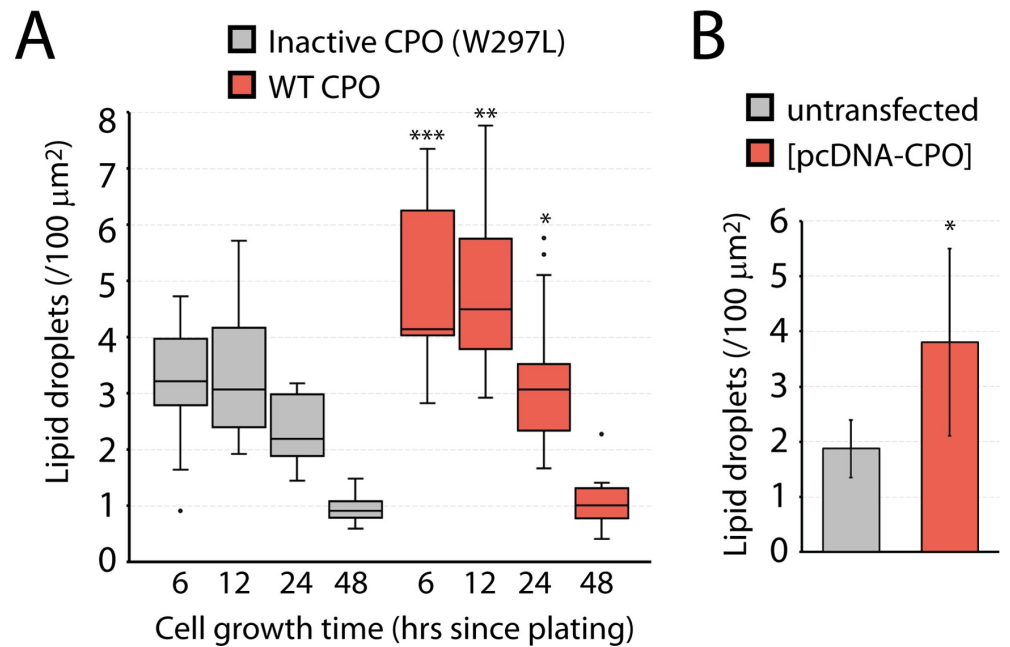 A
Inactive CPO (W297L)
WT CPO
Lipid droplets (/100 μm²)
8
7
6
5
4
3
2
1
0
***
**
*
6 12 24 48 6 12 24 48
Cell growth time (hrs since plating)
B
untransfected
[pcDNA-CPO]
Lipid droplets (/100 μm²)
6
5
4
3
2
1
0
*